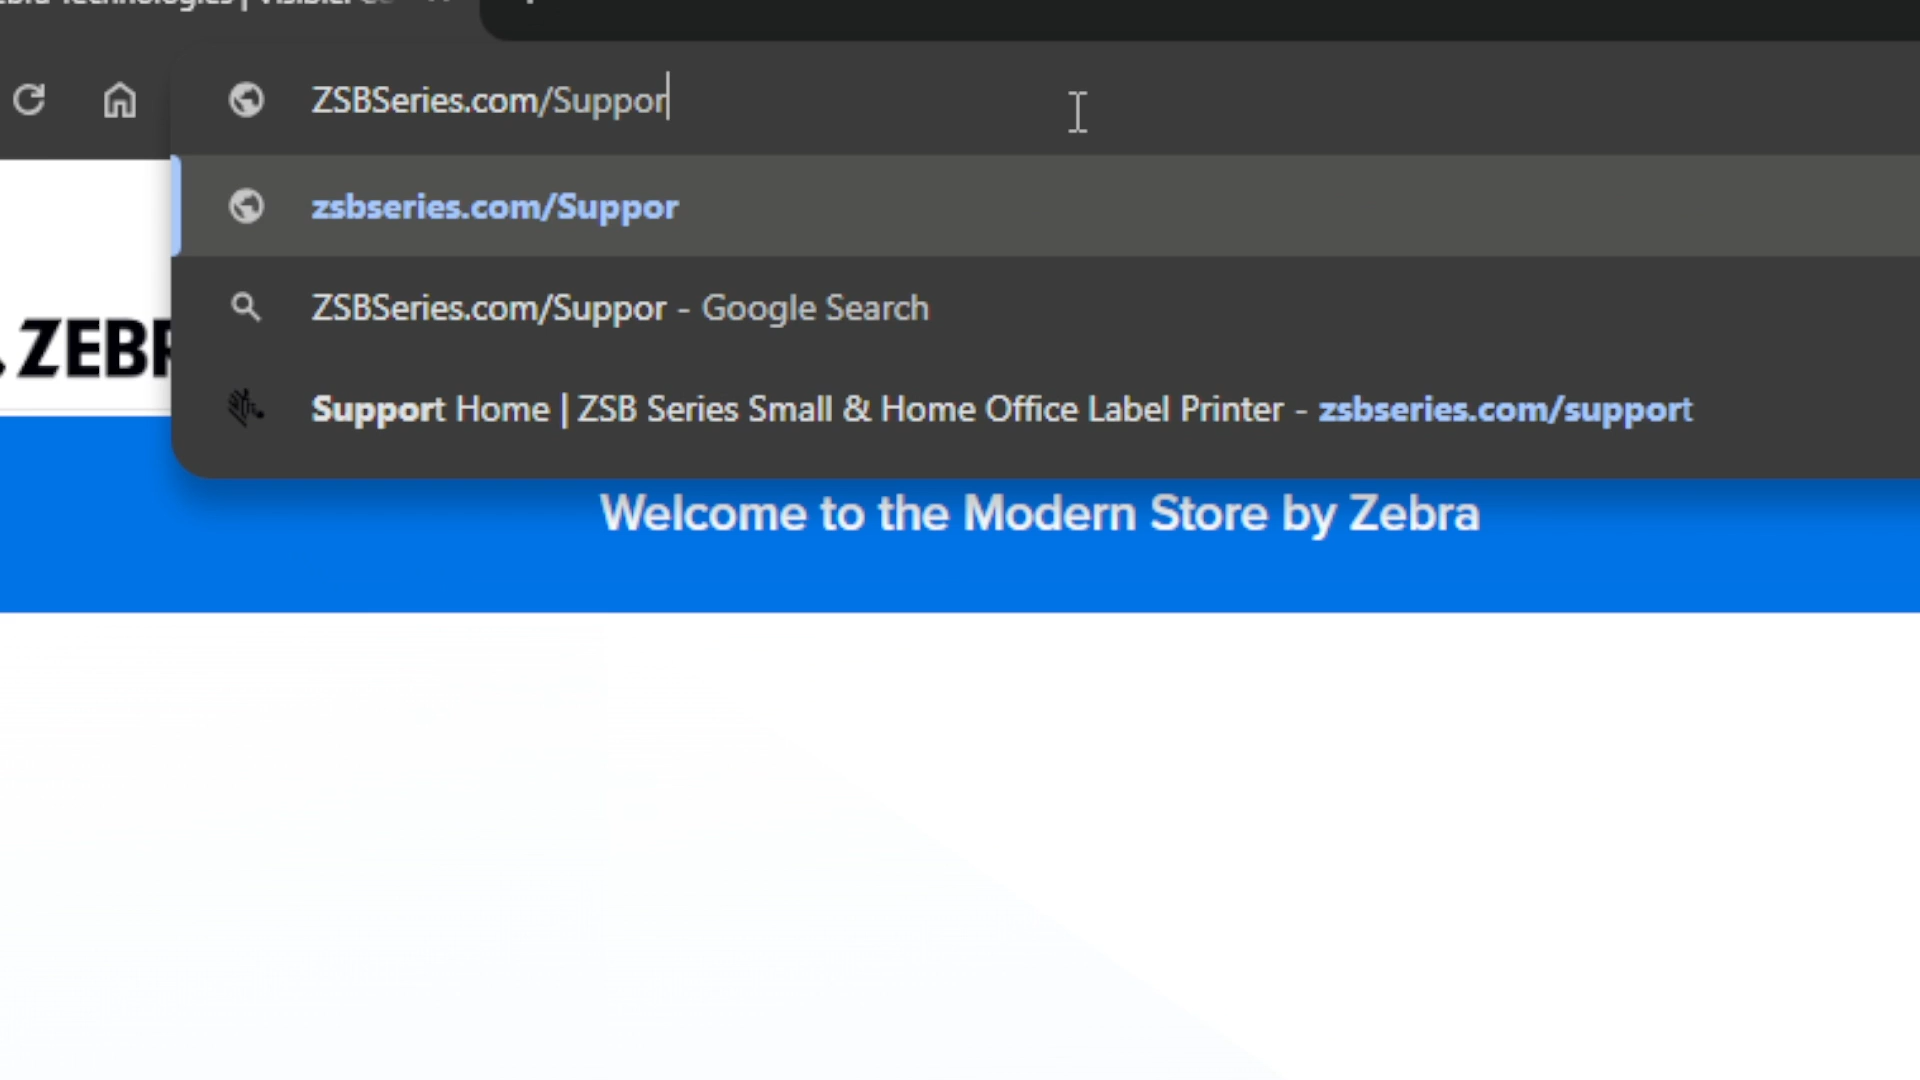 ZSBSeries.com/Suppor
zsbseries.com/Suppor
ZSBSeries.com/Suppor - Google Search
Support Home | ZSB Series Small & Home Office Label Printer - zsbseries.com/support
ZEBR
Welcome to the Modern Store by Zebra